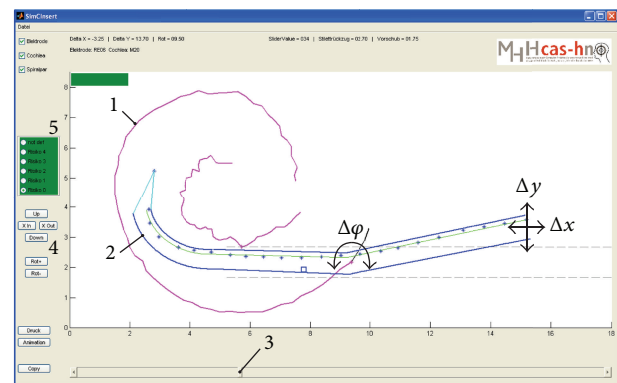 SimCInsert
Datei
Delta X = -3.25 | Delta Y = 13.70 | Rot = 09.50
SliderValue = 034 | Stilettrückzug = 02.70 | Vorschub = 01.75
Elektrode: RE06 Cochlea: M20
Elektrode
Cochlea
Spiralpar
MHH cas-hno
1
5
not def
Risiko 4
Risiko 3
Risiko 2
Risiko 1
Risiko 0
Up
X In
X Out
Down
4
Rot+
Rot-
Druck
Animation
Copy
2
3
Δφ
Δy
Δx
8
7
6
5
4
3
2
1
0
0 2 4 6 8 10 12 14 16 18